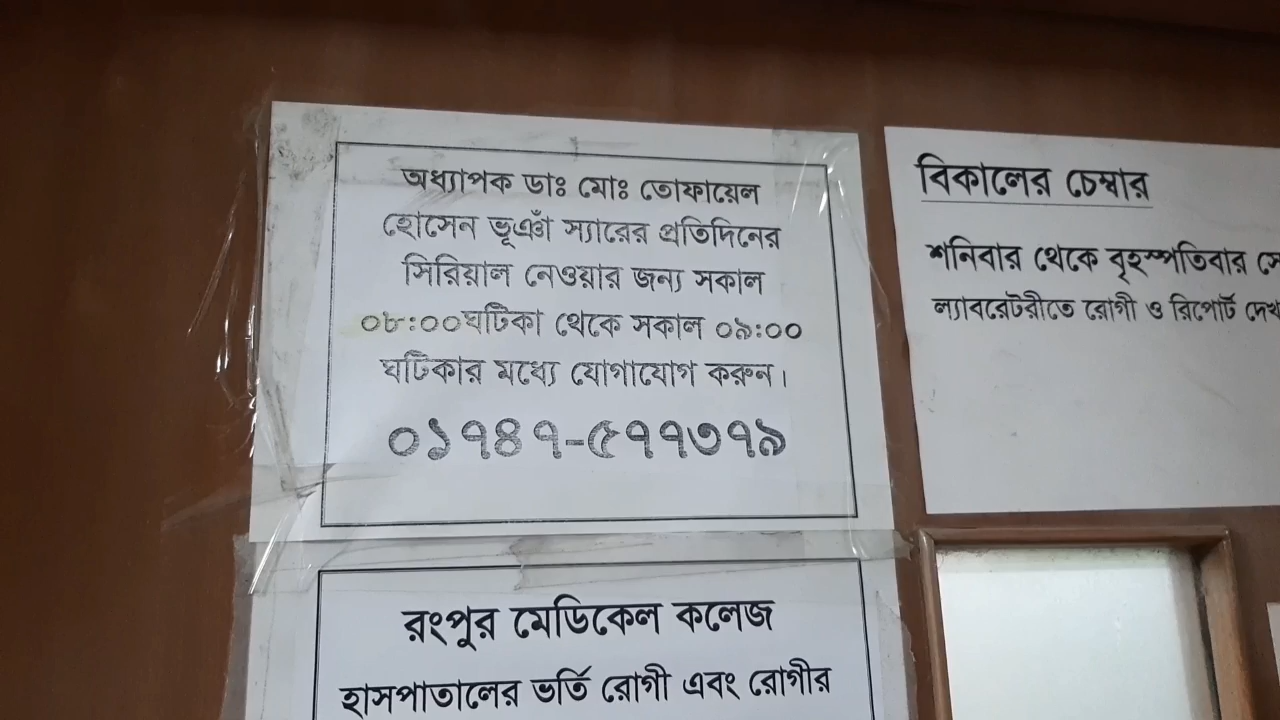 অধ্যাপক ডাঃ মোঃ তোফায়েল
হোসেন ভূঞাঁ স্যারের প্রতিদিনের
সিরিয়াল নেওয়ার জন্য সকাল
০৮:০০ঘটিকা থেকে সকাল ০৯:০০
ঘটিকার মধ্যে যোগাযোগ করুন।
০১৭৪৭-৫৭৭৩৭৯
রংপুর মেডিকেল কলেজ
হাসপাতালের ভর্তি রোগী এবং রোগীর
বিকালের চেম্বার
শনিবার থেকে বৃহস্পতিবার
ল্যাবরেটরীতে রোগী ও রিপোর্ট